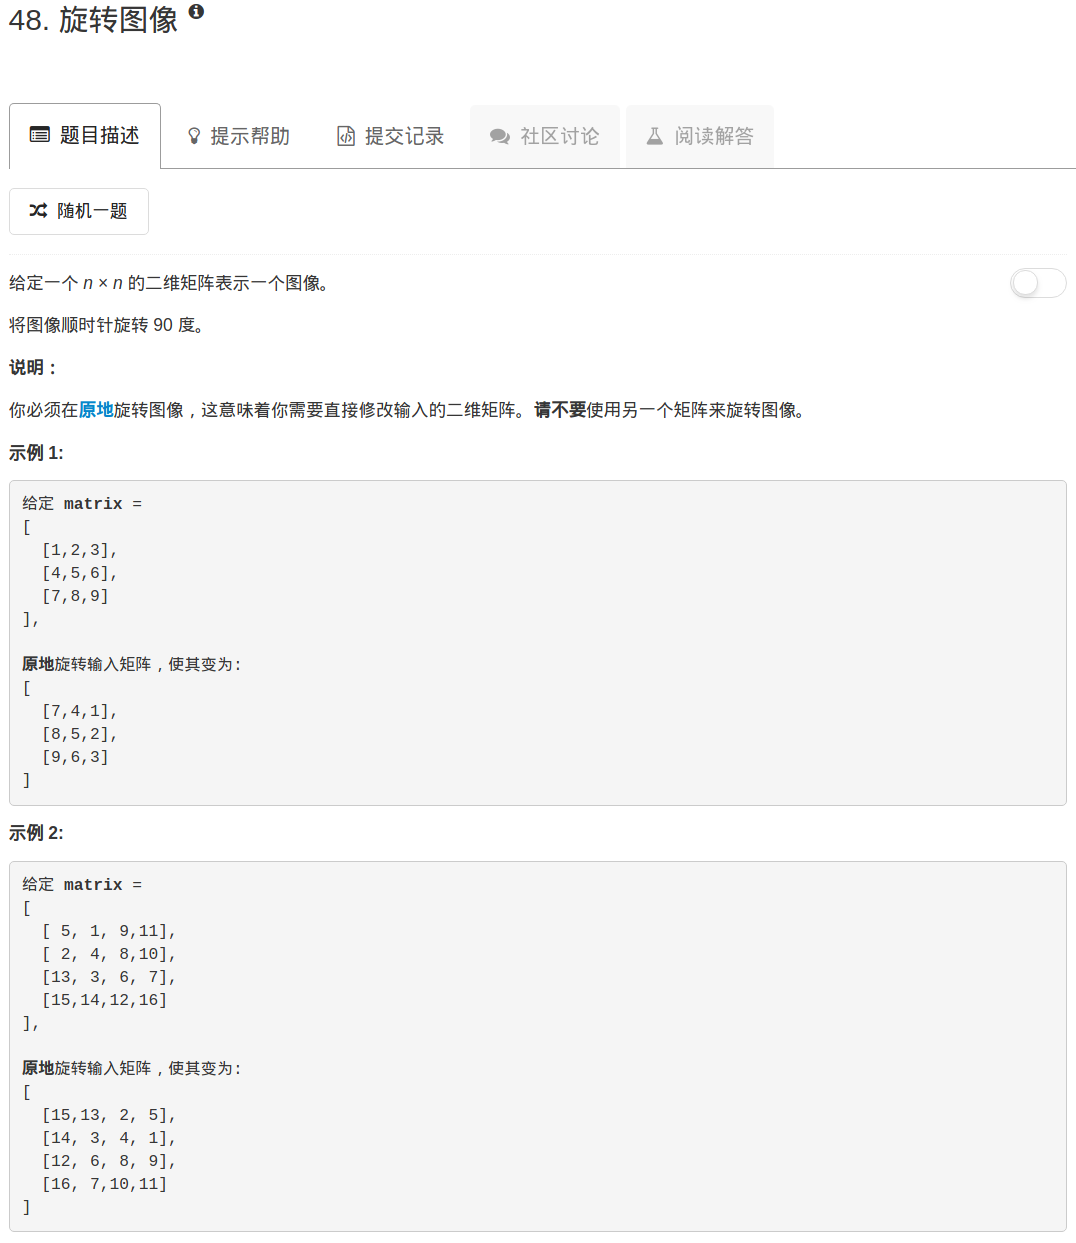 48. 旋转图像
题目描述 提示帮助 提交记录 社区讨论 阅读解答
随机一题
给定一个 n × n 的二维矩阵表示一个图像。
将图像顺时针旋转 90 度。
说明：
你必须在原地旋转图像，这意味着你需要直接修改输入的二维矩阵。请不要使用另一个矩阵来旋转图像。
示例 1:
给定 matrix =
[
  [1,2,3],
  [4,5,6],
  [7,8,9]
],
原地旋转输入矩阵，使其变为:
[
  [7,4,1],
  [8,5,2],
  [9,6,3]
]
示例 2:
给定 matrix =
[
  [ 5, 1, 9,11],
  [ 2, 4, 8,10],
  [13, 3, 6, 7],
  [15,14,12,16]
],
原地旋转输入矩阵，使其变为:
[
  [15,13, 2, 5],
  [14, 3, 4, 1],
  [12, 6, 8, 9],
  [16, 7,10,11]
]